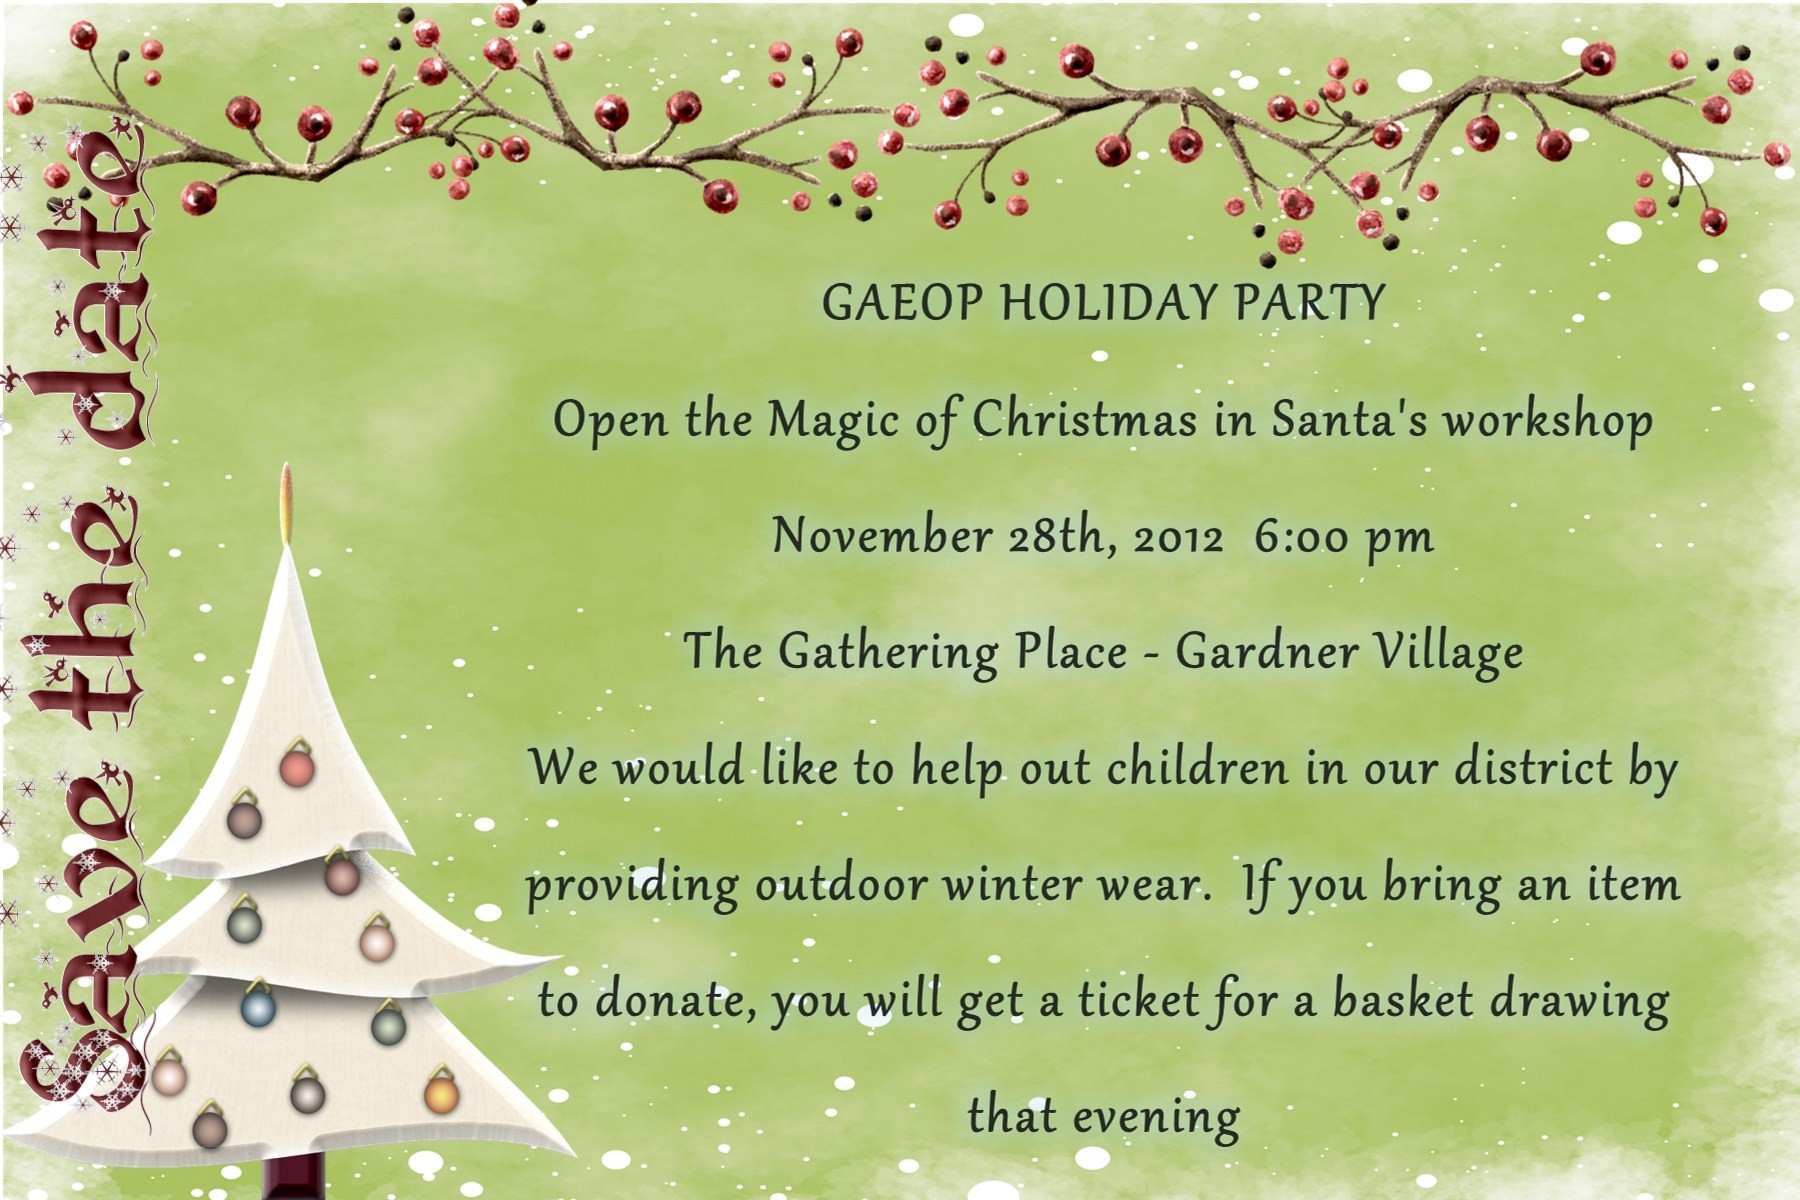 Save the date
GAEOP HOLIDAY PARTY
Open the Magic of Christmas in Santa's workshop
November 28th, 2012  6:00 pm
The Gathering Place - Gardner Village
We would like to help out children in our district by
providing outdoor winter wear.  If you bring an item
to donate, you will get a ticket for a basket drawing
that evening